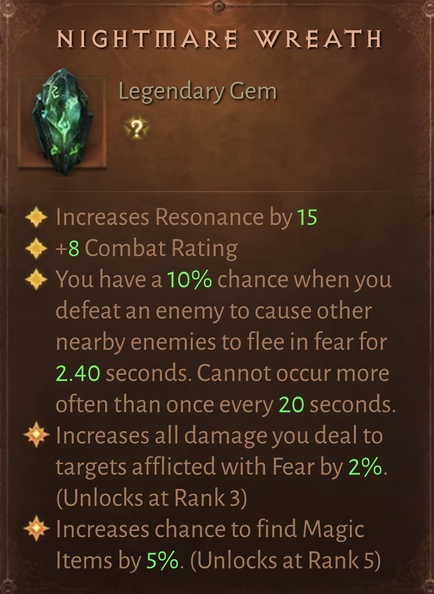 NIGHTMARE WREATH
Legendary Gem
?
Increases Resonance by 15
+8 Combat Rating
You have a 10% chance when you
defeat an enemy to cause other
nearby enemies to flee in fear for
2.40 seconds. Cannot occur more
often than once every 20 seconds.
Increases all damage you deal to
targets afflicted with Fear by 2%.
(Unlocks at Rank 3)
Increases chance to find Magic
Items by 5%. (Unlocks at Rank 5)